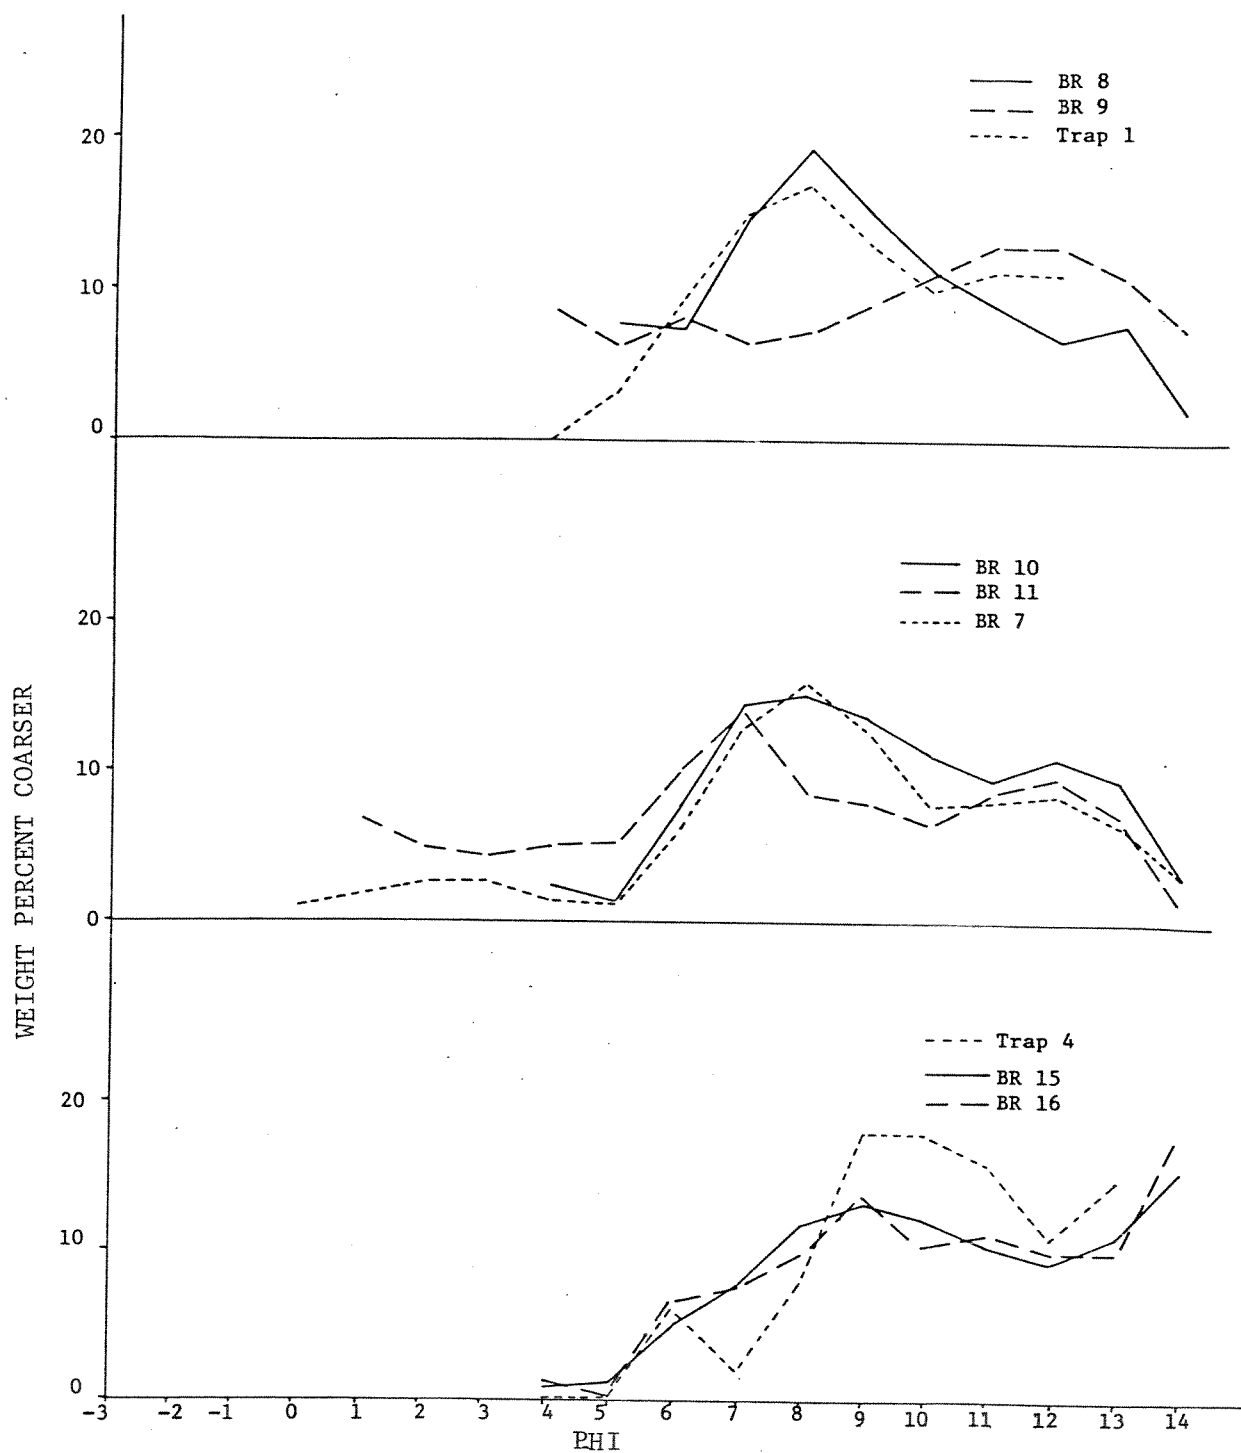 BR 8
BR 9
Trap 1
20
10
0
BR 10
BR 11
BR 7
20
10
0
WEIGHT PERCENT COARSER
Trap 4
BR 15
BR 16
20
10
0
-3 -2 -1 0 1 2 3 4 5 6 7 8 9 10 11 12 13 14
PHI